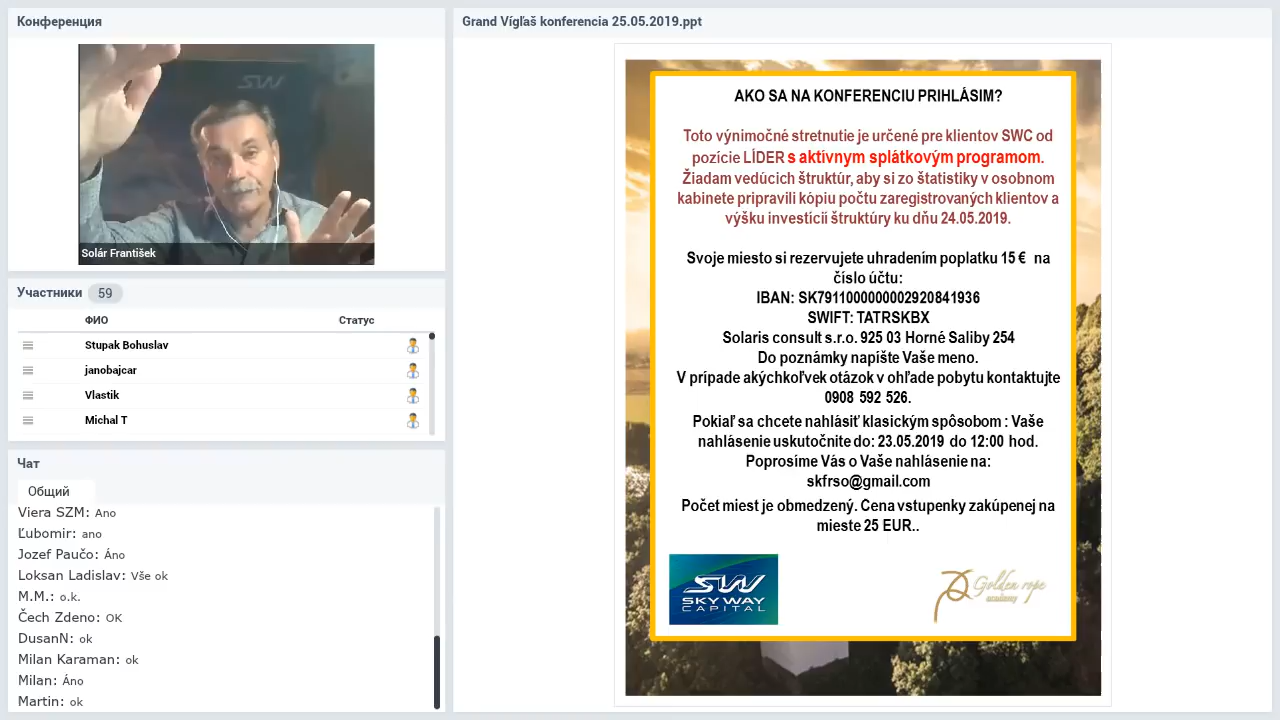 Конференция
Solár František
Участники 59
ФИО Статус
Stupak Bohuslav
janobajcar
Vlastik
Michal T
Чат
Общий
Viera SZM: Ano
Ľubomir: ano
Jozef Paučo: Áno
Loksan Ladislav: Vše ok
M.M.: o.k.
Čech Zdeno: OK
DusanN: ok
Milan Karaman: ok
Milan: Áno
Martin: ok
Grand Vígľaš konferencia 25.05.2019.ppt
AKO SA NA KONFERENCIU PRIHLÁSIM?
Toto výnimočné stretnutie je určené pre klientov SWC od
pozície LÍDER s aktívnym splátkovým programom.
Žiadam vedúcich štruktúr, aby si zo štatistiky v osobnom
kabinete pripravili kópiu počtu zaregistrovaných klientov a
výšku investícii štruktúry ku dňu 24.05.2019.
Svoje miesto si rezervujete uhradením poplatku 15 € na
číslo účtu:
IBAN: SK7911000000002920841936
SWIFT: TATRSKBX
Solaris consult s.r.o. 925 03 Horné Saliby 254
Do poznámky napíšte Vaše meno.
V prípade akýchkoľvek otázok v ohľade pobytu kontaktujte
0908 592 526.
Pokiaľ sa chcete nahlásiť klasickým spôsobom : Vaše
nahlásenie uskutočnite do: 23.05.2019 do 12:00 hod.
Poprosíme Vás o Vaše nahlásenie na:
skfrso@gmail.com
Počet miest je obmedzený. Cena vstupenky zakúpenej na
mieste 25 EUR..
SW
SKYWAY
CAPITAL
Golden rope
academy
SW